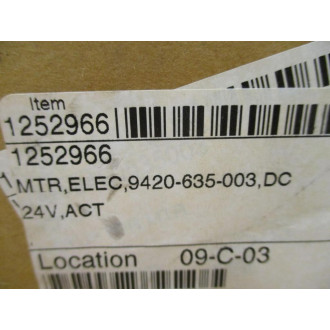 Item
1252966
1252966
MTR,ELEC,9420-635-003,DC
24V,ACT
Location 09-C-03